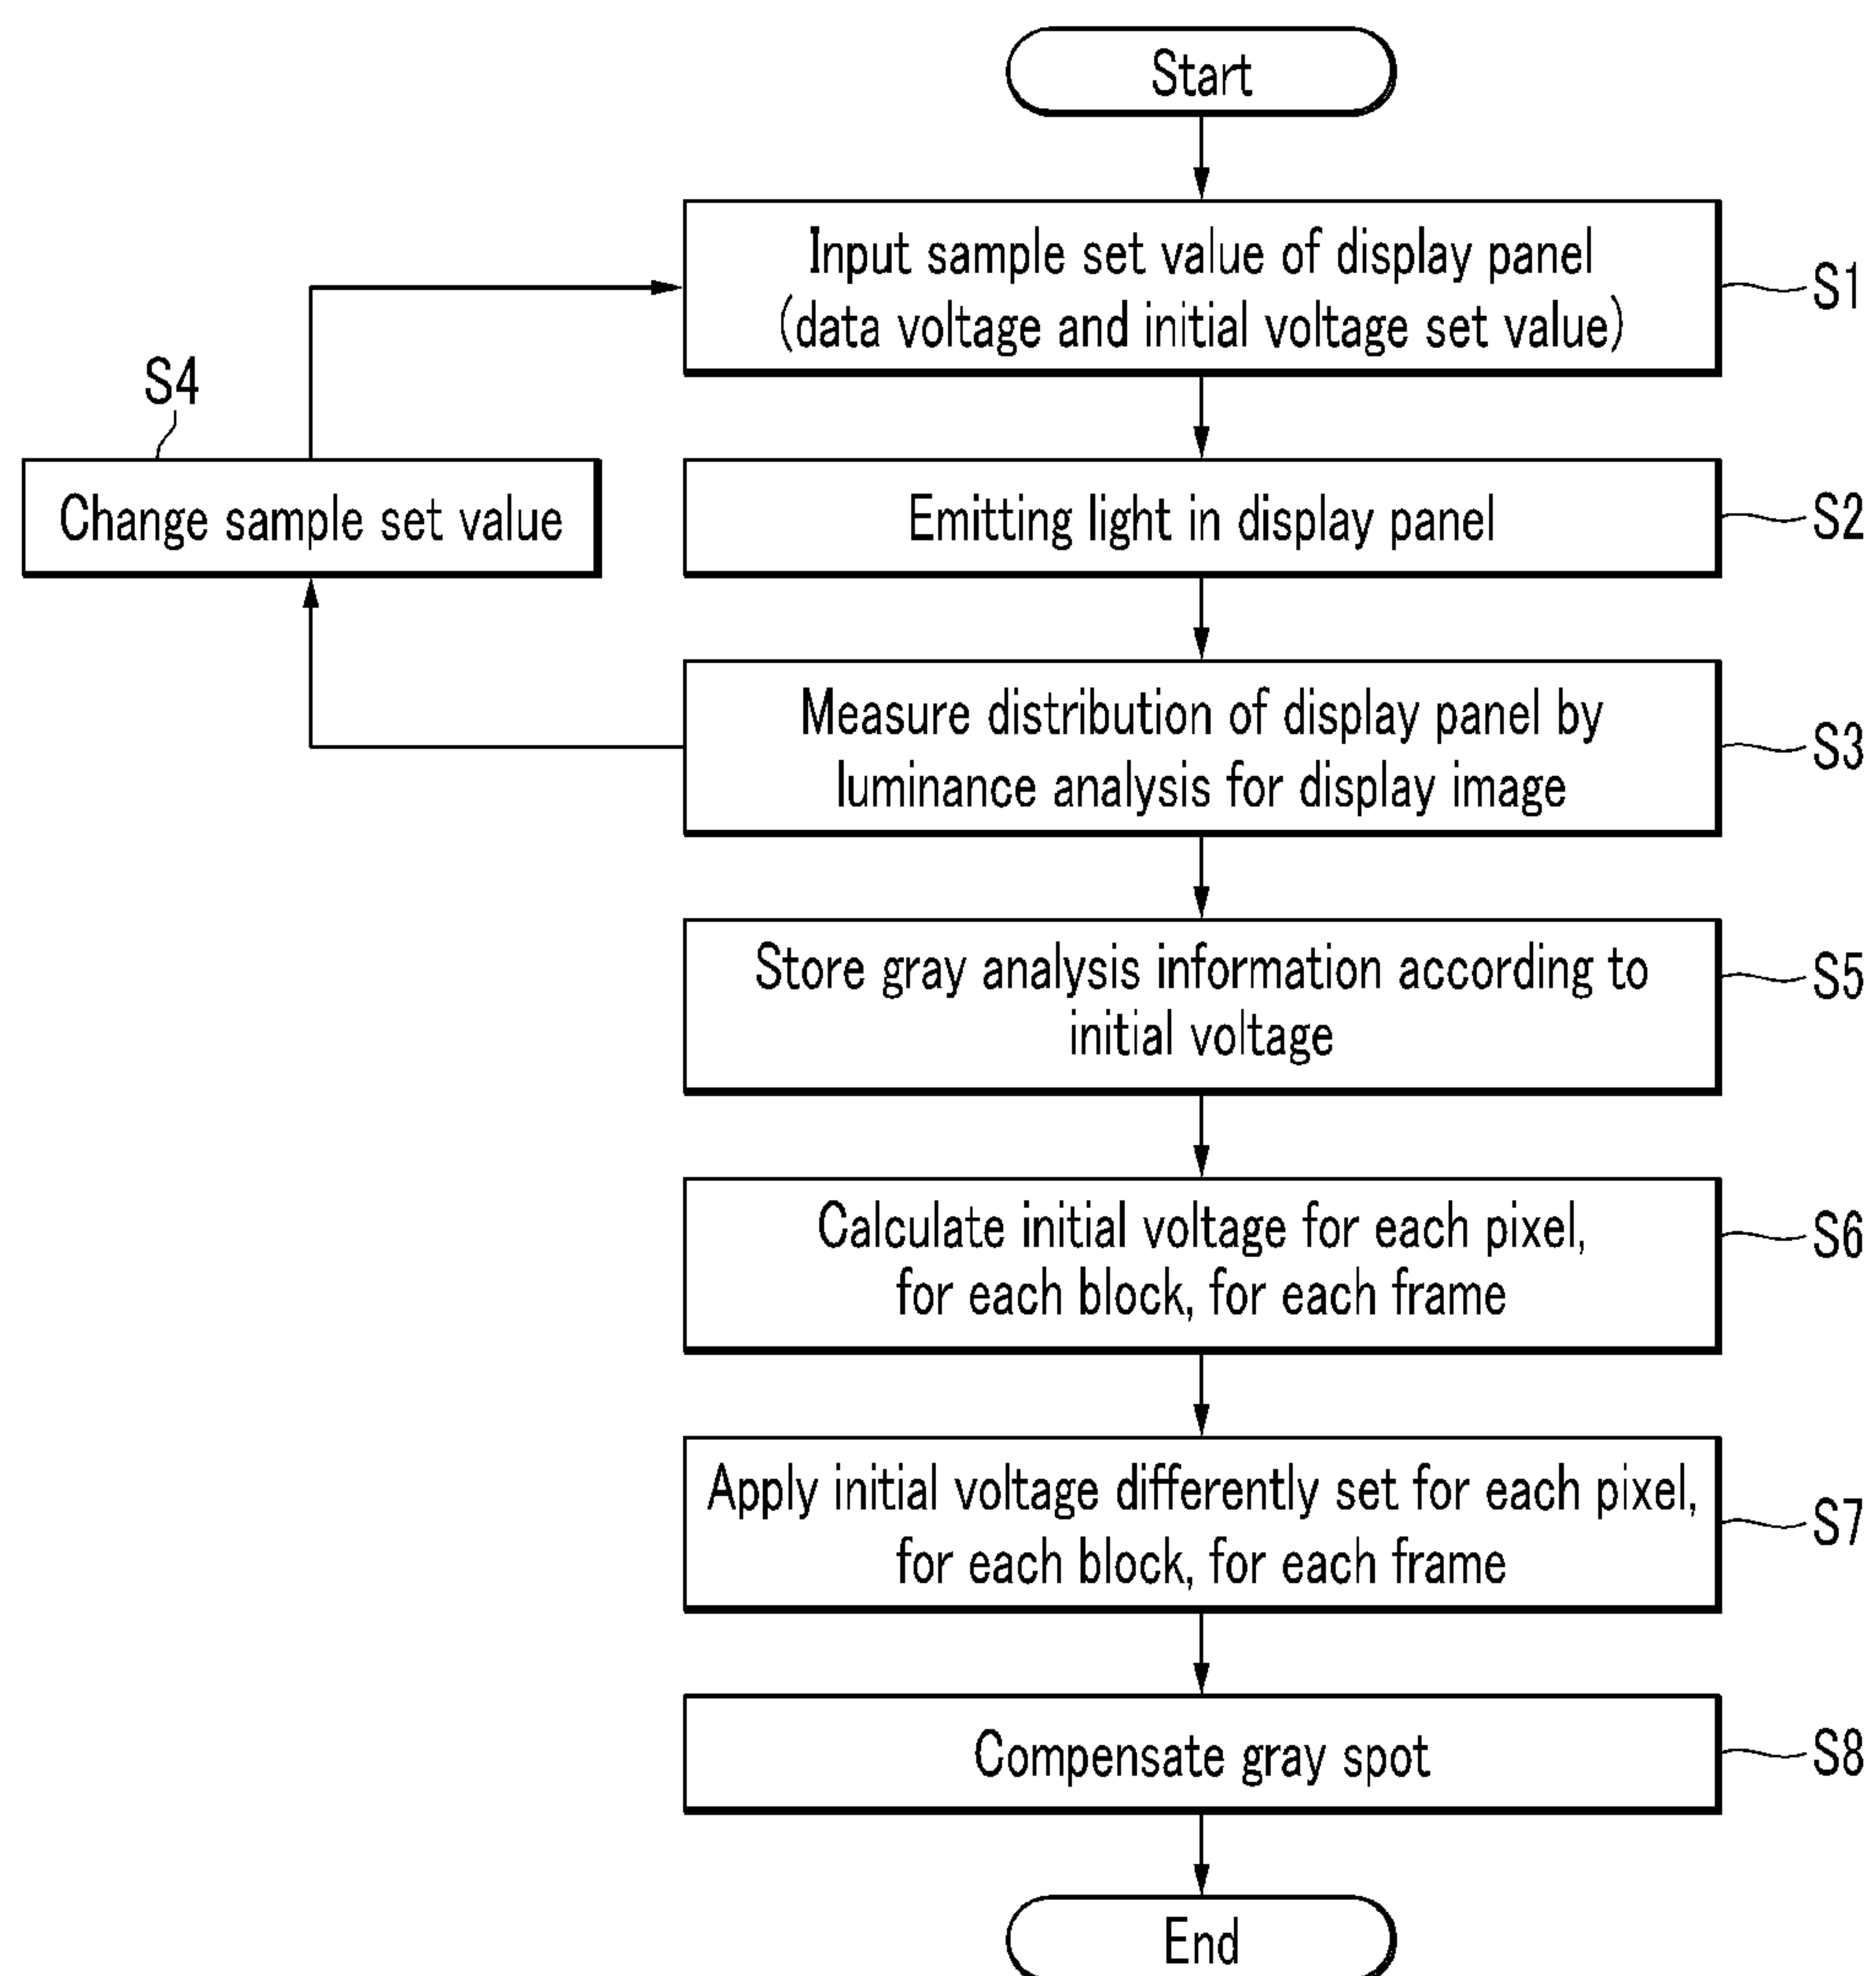 Start
Input sample set value of display panel
(data voltage and initial voltage set value)
S1
S4
Change sample set value
Emitting light in display panel
S2
Measure distribution of display panel by
luminance analysis for display image
S3
Store gray analysis information according to
initial voltage
S5
Calculate initial voltage for each pixel,
for each block, for each frame
S6
Apply initial voltage differently set for each pixel,
for each block, for each frame
S7
Compensate gray spot
S8
End